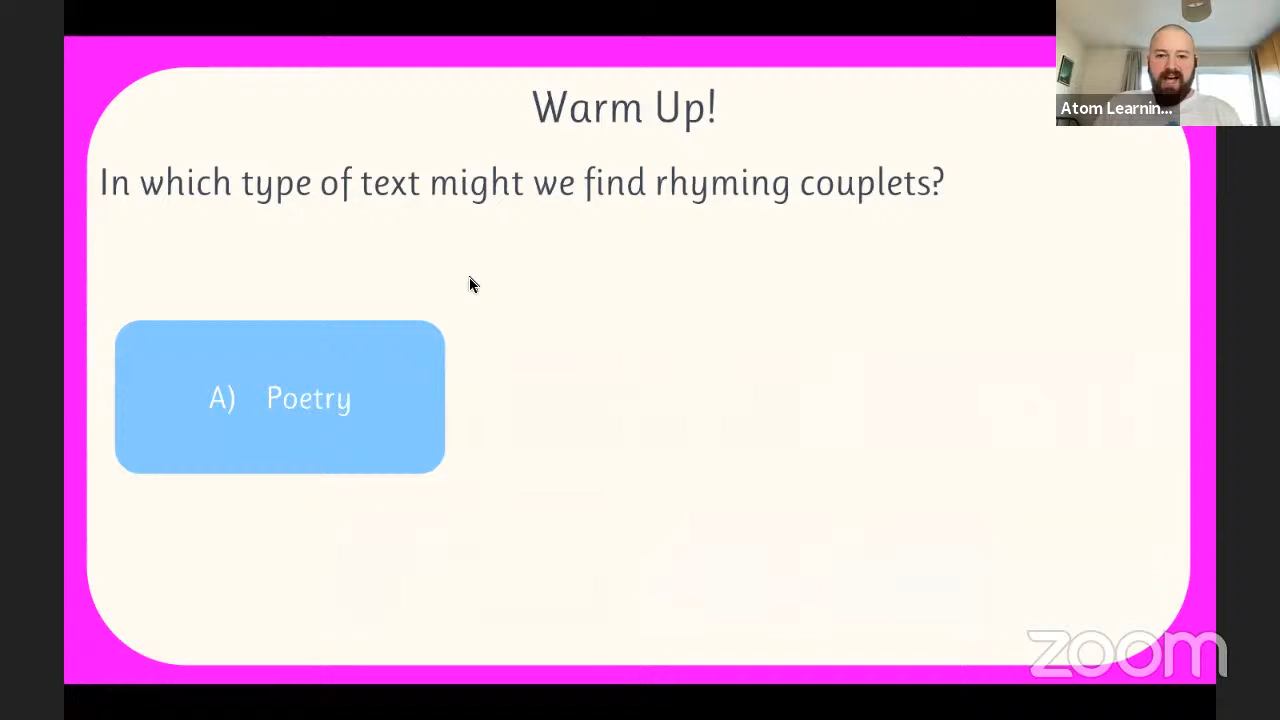 Warm Up!
Atom Learnin...
In which type of text might we find rhyming couplets?
A) Poetry
zoom